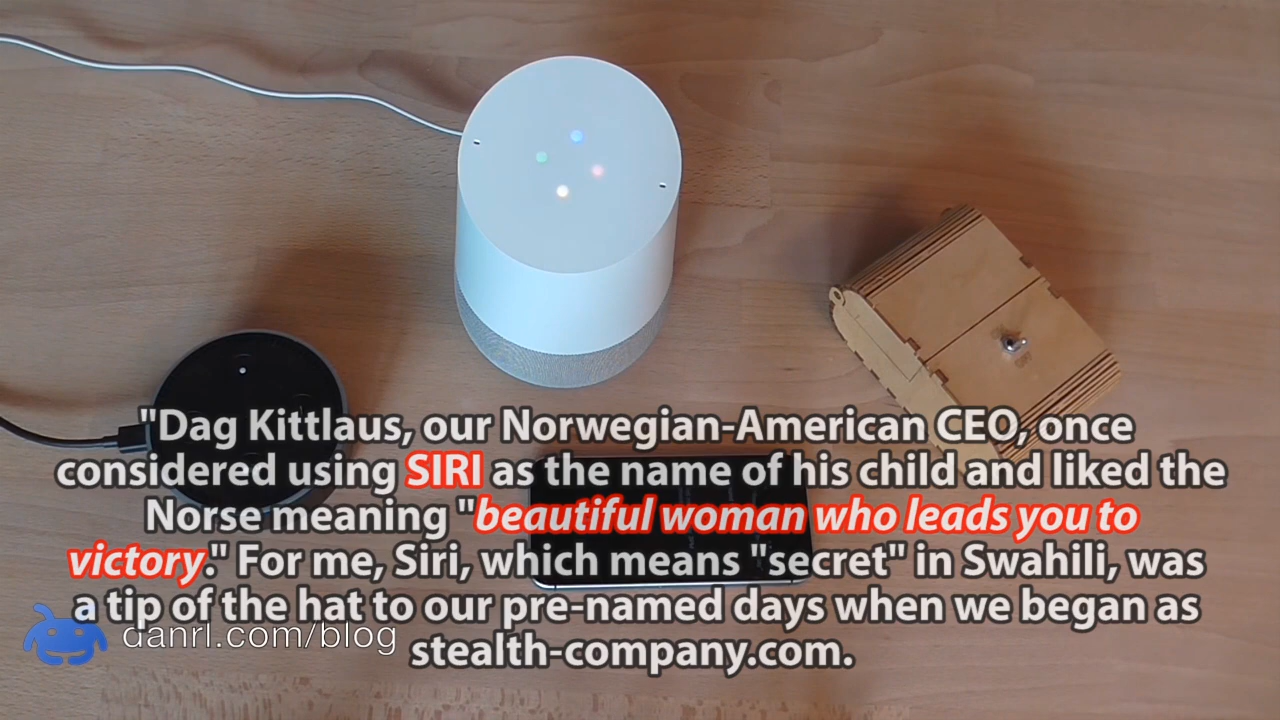 "Dag Kittlaus, our Norwegian-American CEO, once
considered using SIRI as the name of his child and liked the
Norse meaning "beautiful woman who leads you to
victory." For me, Siri, which means "secret" in Swahili, was
a tip of the hat to our pre-named days when we began as
danrl.com/blog
stealth-company.com.